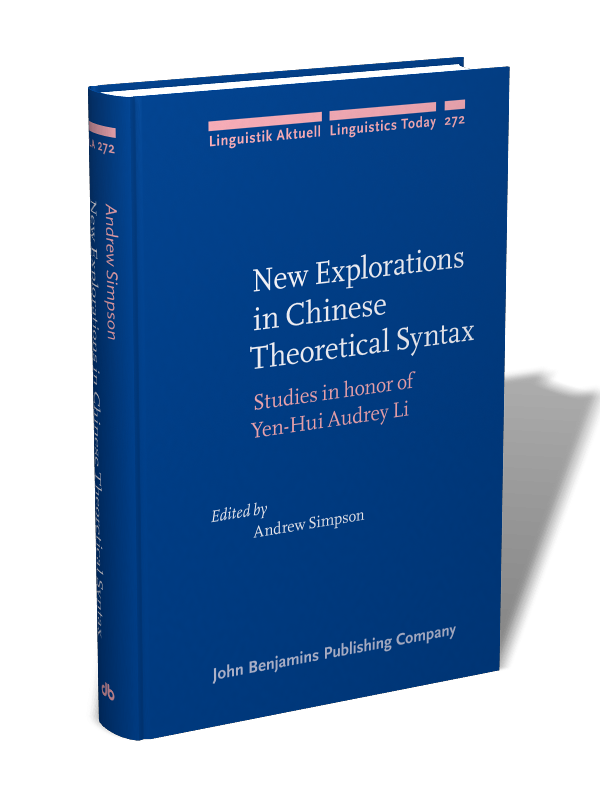 Linguistik Aktuell Linguistics Today 272
New Explorations
in Chinese
Theoretical Syntax
Studies in honor of
Yen-Hui Audrey Li
Edited by
Andrew Simpson
John Benjamins Publishing Company
LA 272
Andrew Simpson
New Explorations in Chinese Theoretical Syntax